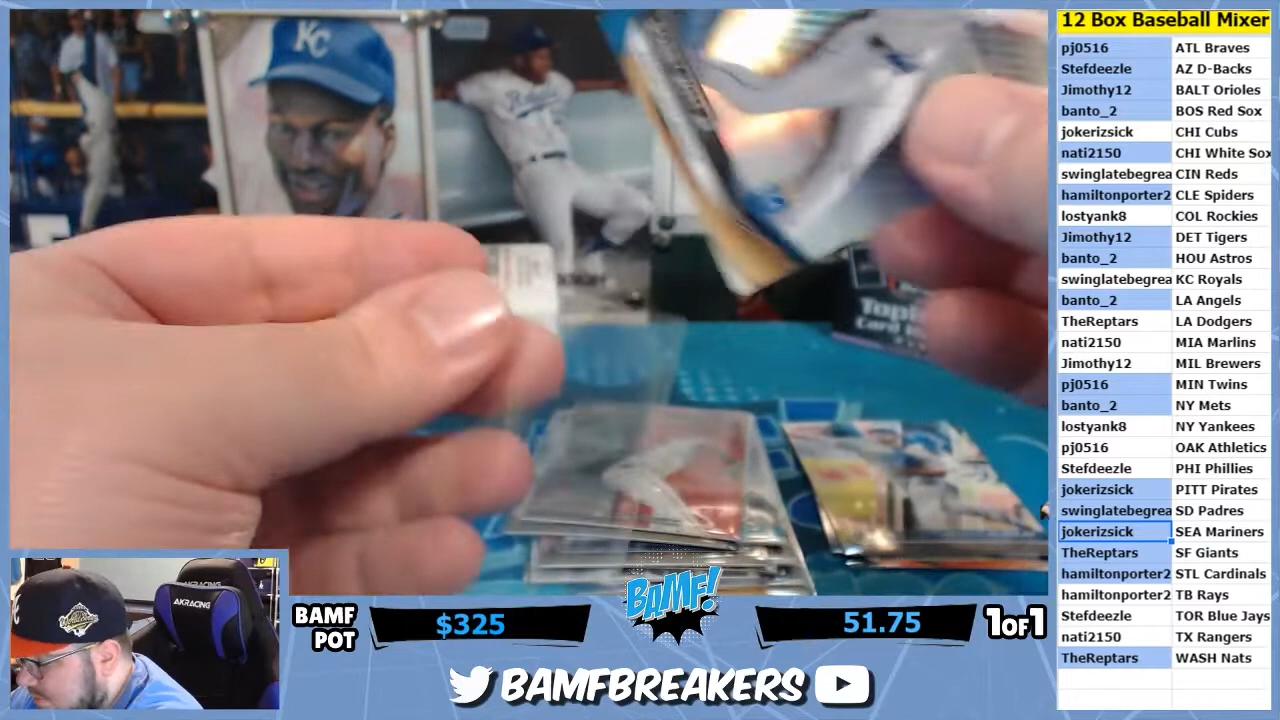 12 Box Baseball Mixer
pj0516 ATL Braves
Stefdeezle AZ D-Backs
Jimothy12 BALT Orioles
banto_2 BOS Red Sox
jokerizsick CHI Cubs
nati2150 CHI White Sox
swinglatebegrea CIN Reds
hamiltonporter2 CLE Spiders
lostyank8 COL Rockies
Jimothy12 DET Tigers
banto_2 HOU Astros
swinglatebegrea KC Royals
banto_2 LA Angels
TheReptars LA Dodgers
nati2150 MIA Marlins
Jimothy12 MIL Brewers
pj0516 MIN Twins
banto_2 NY Mets
lostyank8 NY Yankees
pj0516 OAK Athletics
Stefdeezle PHI Phillies
jokerizsick PITT Pirates
swinglatebegrea SD Padres
jokerizsick SEA Mariners
TheReptars SF Giants
hamiltonporter2 STL Cardinals
hamiltonporter2 TB Rays
Stefdeezle TOR Blue Jays
nati2150 TX Rangers
TheReptars WASH Nats
KC
AKRACING
AKRACING
BAMF POT
$325
BAMF!
51.75
1OF1
BAMFBREAKERS